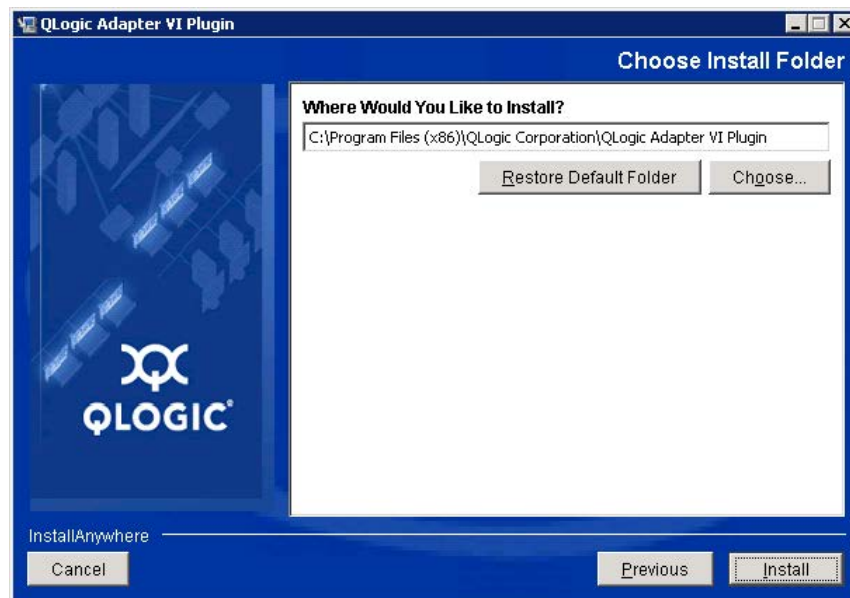 QLogic Adapter VI Plugin
Choose Install Folder
Where Would You Like to Install?
C:\Program Files (x86)\QLogic Corporation\QLogic Adapter VI Plugin
Restore Default Folder
Choose...
QLOGIC
InstallAnywhere
Cancel
Previous
Install